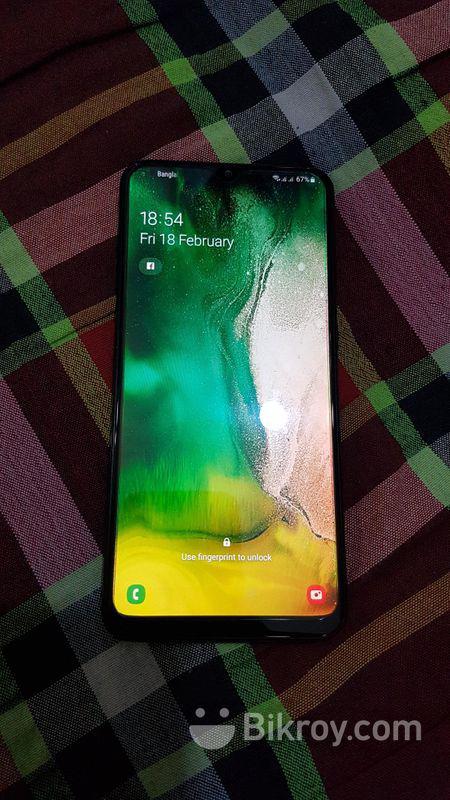 Bangla
67%
18:54
Fri 18 February
Use fingerprint to unlock
Bikroy.com